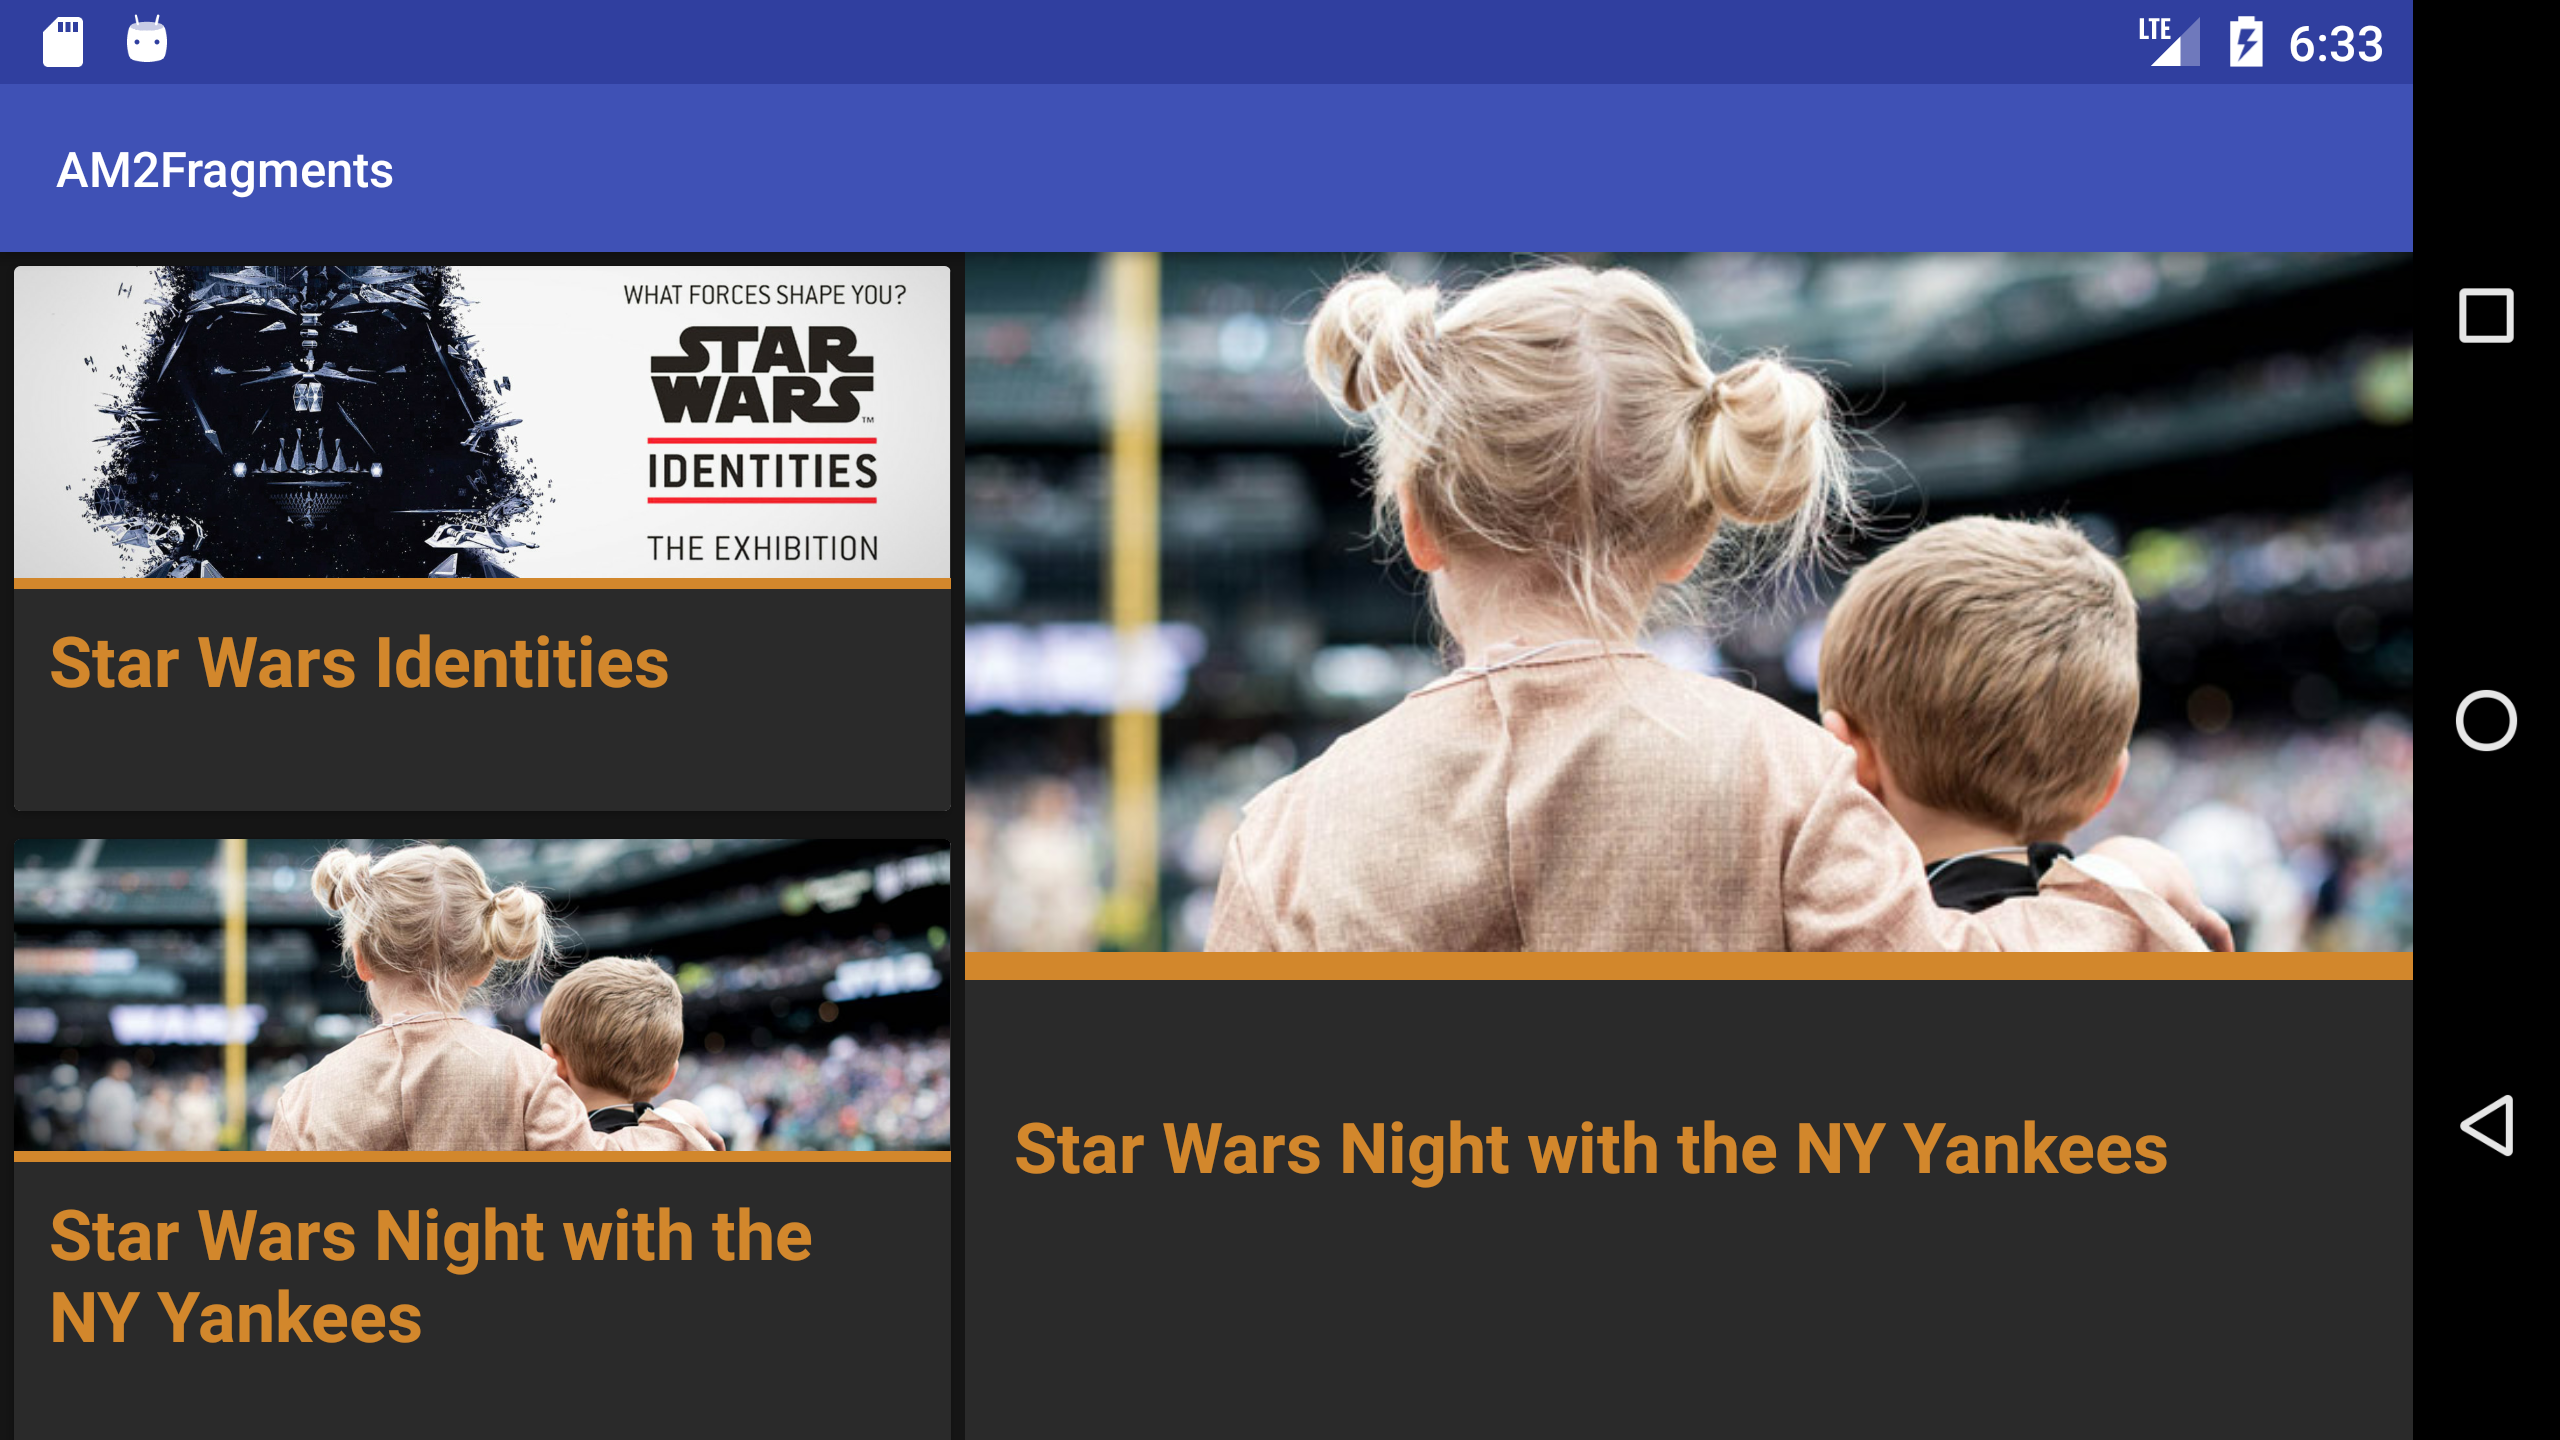 LTE 6:33
AM2Fragments
WHAT FORCES SHAPE YOU?
STAR
WARS™
IDENTITIES
THE EXHIBITION
Star Wars Identities
Star Wars Night with the
NY Yankees
Star Wars Night with the NY Yankees